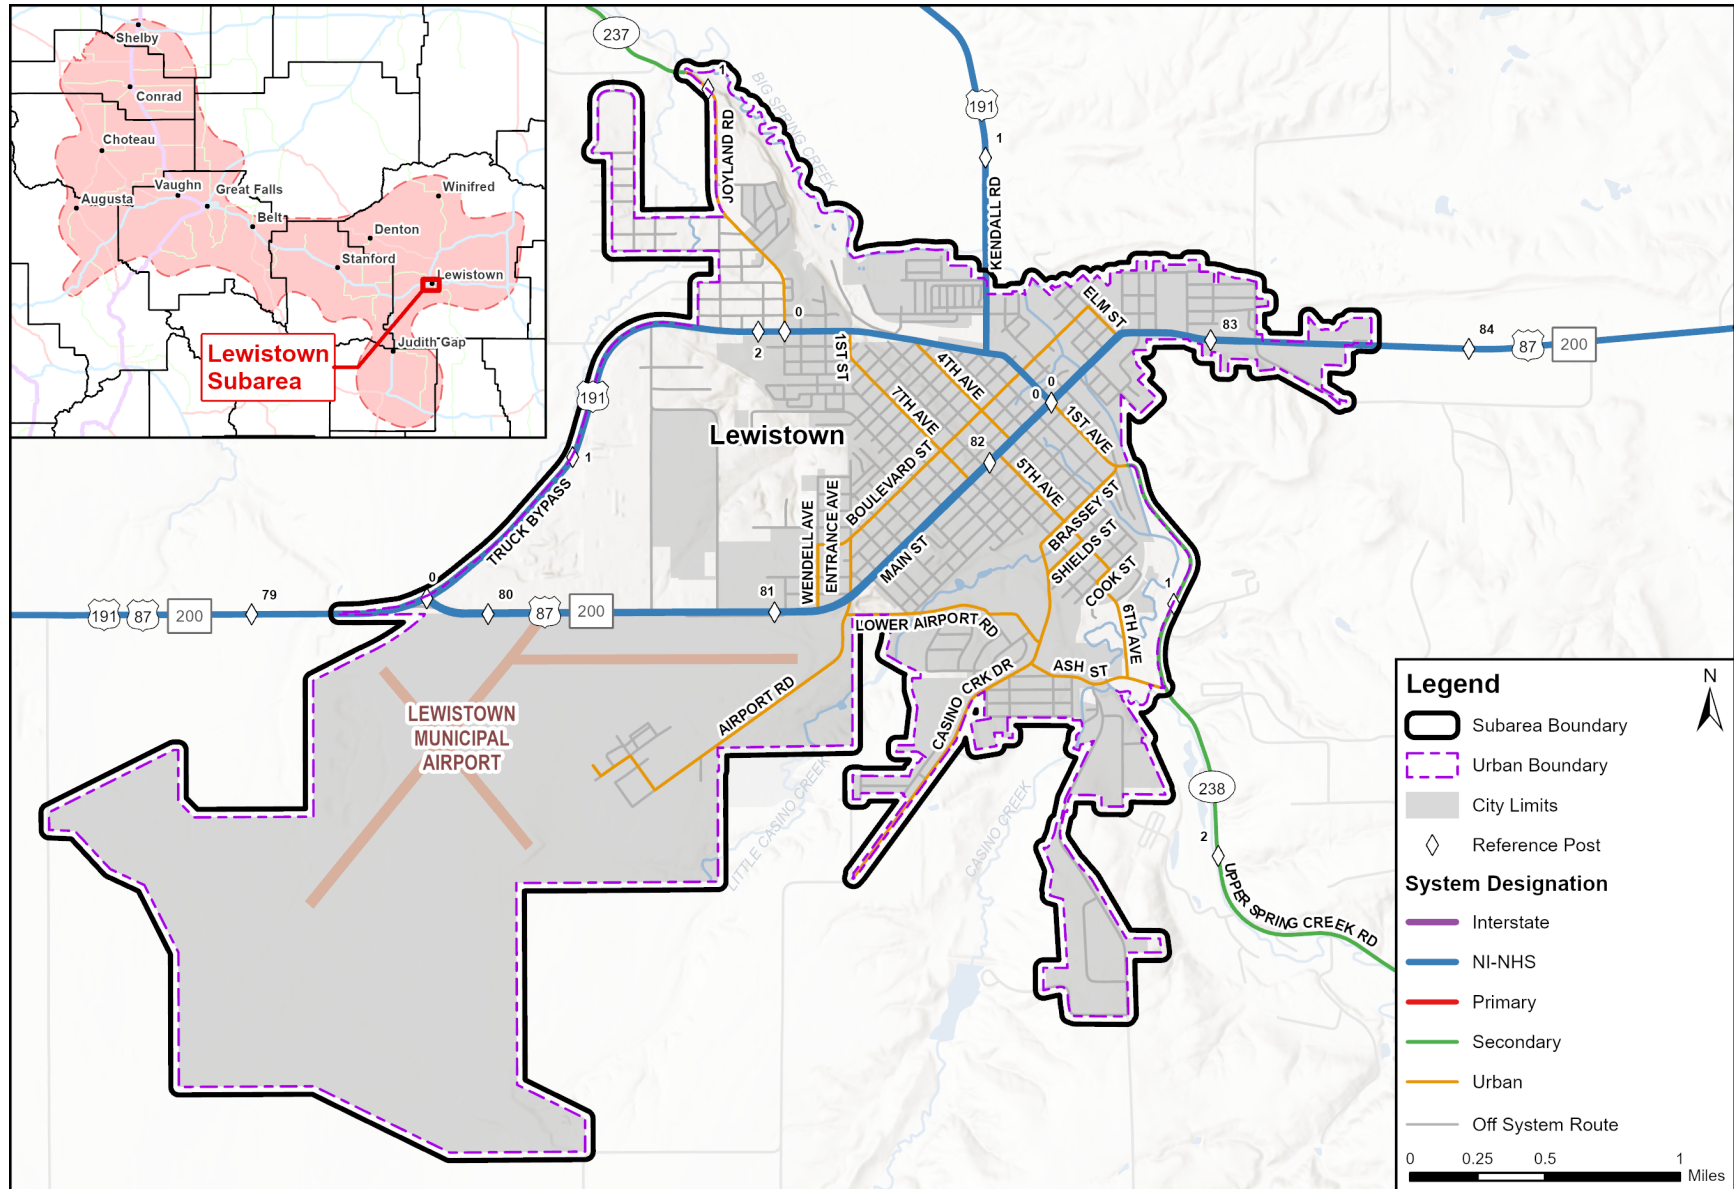 Shelby
Conrad
Choteau
Augusta
Vaughn
Great Falls
Belt
Winifred
Denton
Stanford
Lewistown
Judith Gap
Lewistown
Subarea
237
1
JOYLAND RD
BIG SPRING CREEK
191
1
KENDALL RD
0
2
1ST ST
ELM ST
83
84
87
200
4TH AVE
7TH AVE
0
0
1ST AVE
191
Lewistown
82
1
BOULEVARD ST
5TH AVE
TRUCK BYPASS
WENDELL AVE
ENTRANCE AVE
MAIN ST
BRASSEY ST
SHIELDS ST
COOK ST
6TH AVE
1
0
79
80
81
191
87
200
87
200
LOWER AIRPORT RD
ASH ST
CASINO CRK DR
AIRPORT RD
LEWISTOWN
MUNICIPAL
AIRPORT
LITTLE CASINO CREEK
CASINO CREEK
238
2
UPPER SPRING CREEK RD
Legend
N
Subarea Boundary
Urban Boundary
City Limits
Reference Post
System Designation
Interstate
NI-NHS
Primary
Secondary
Urban
Off System Route
0 0.25 0.5 1
Miles